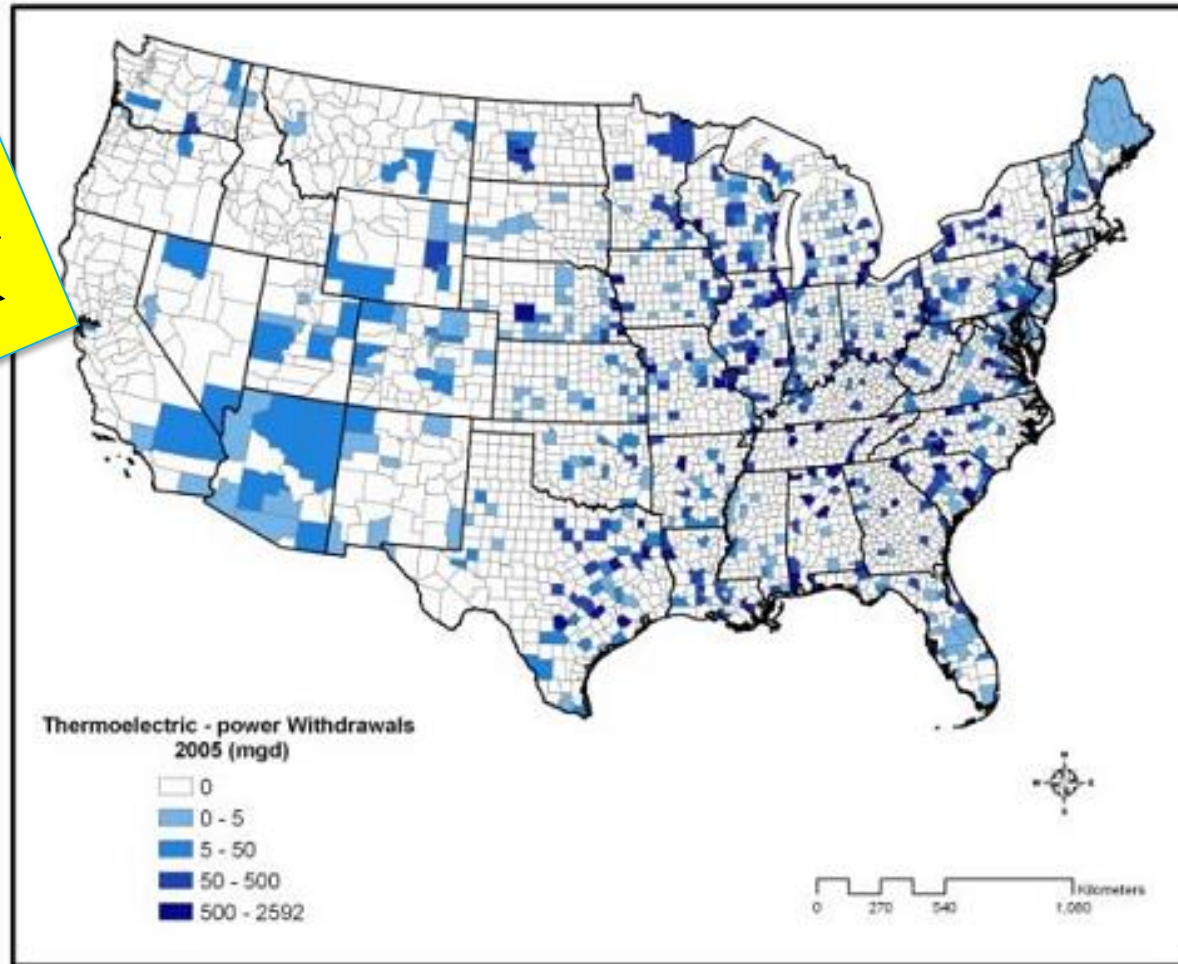 Thermoelectric - power Withdrawals
2005 (mgd)
0
0 - 5
5 - 50
50 - 500
500 - 2592
N
W
E
S
Kilometers
0 270 540 1,080